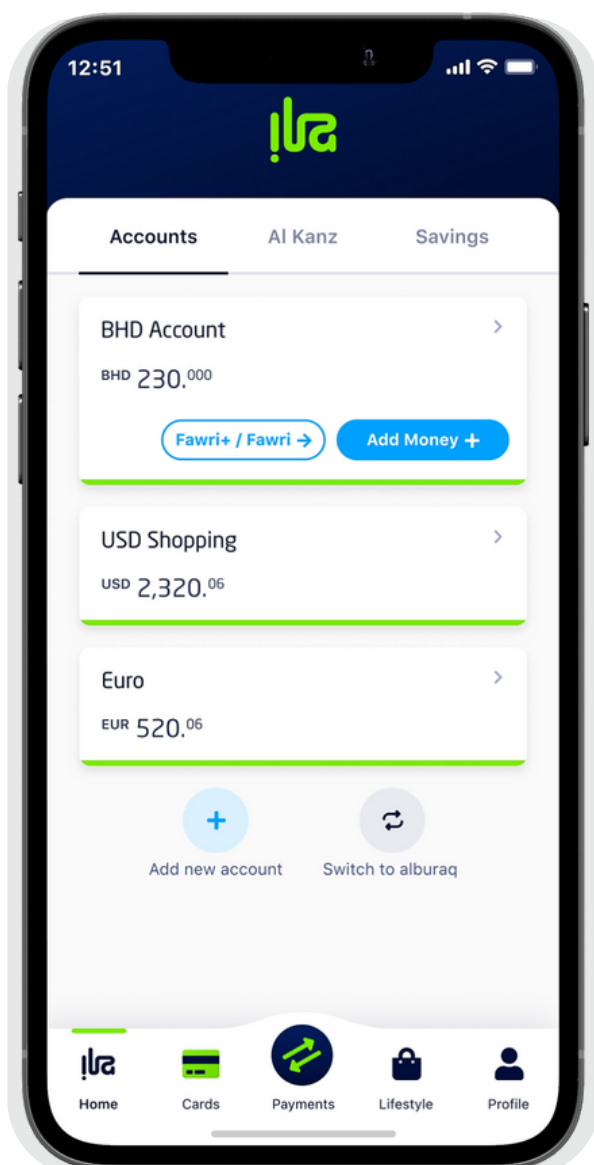 12:51
ila
Accounts Al Kanz Savings
BHD Account
BHD 230.000
Fawri+ / Fawri → Add Money +
USD Shopping
USD 2,320.06
Euro
EUR 520.06
Add new account Switch to alburaq
ila
Home Cards Payments Lifestyle Profile